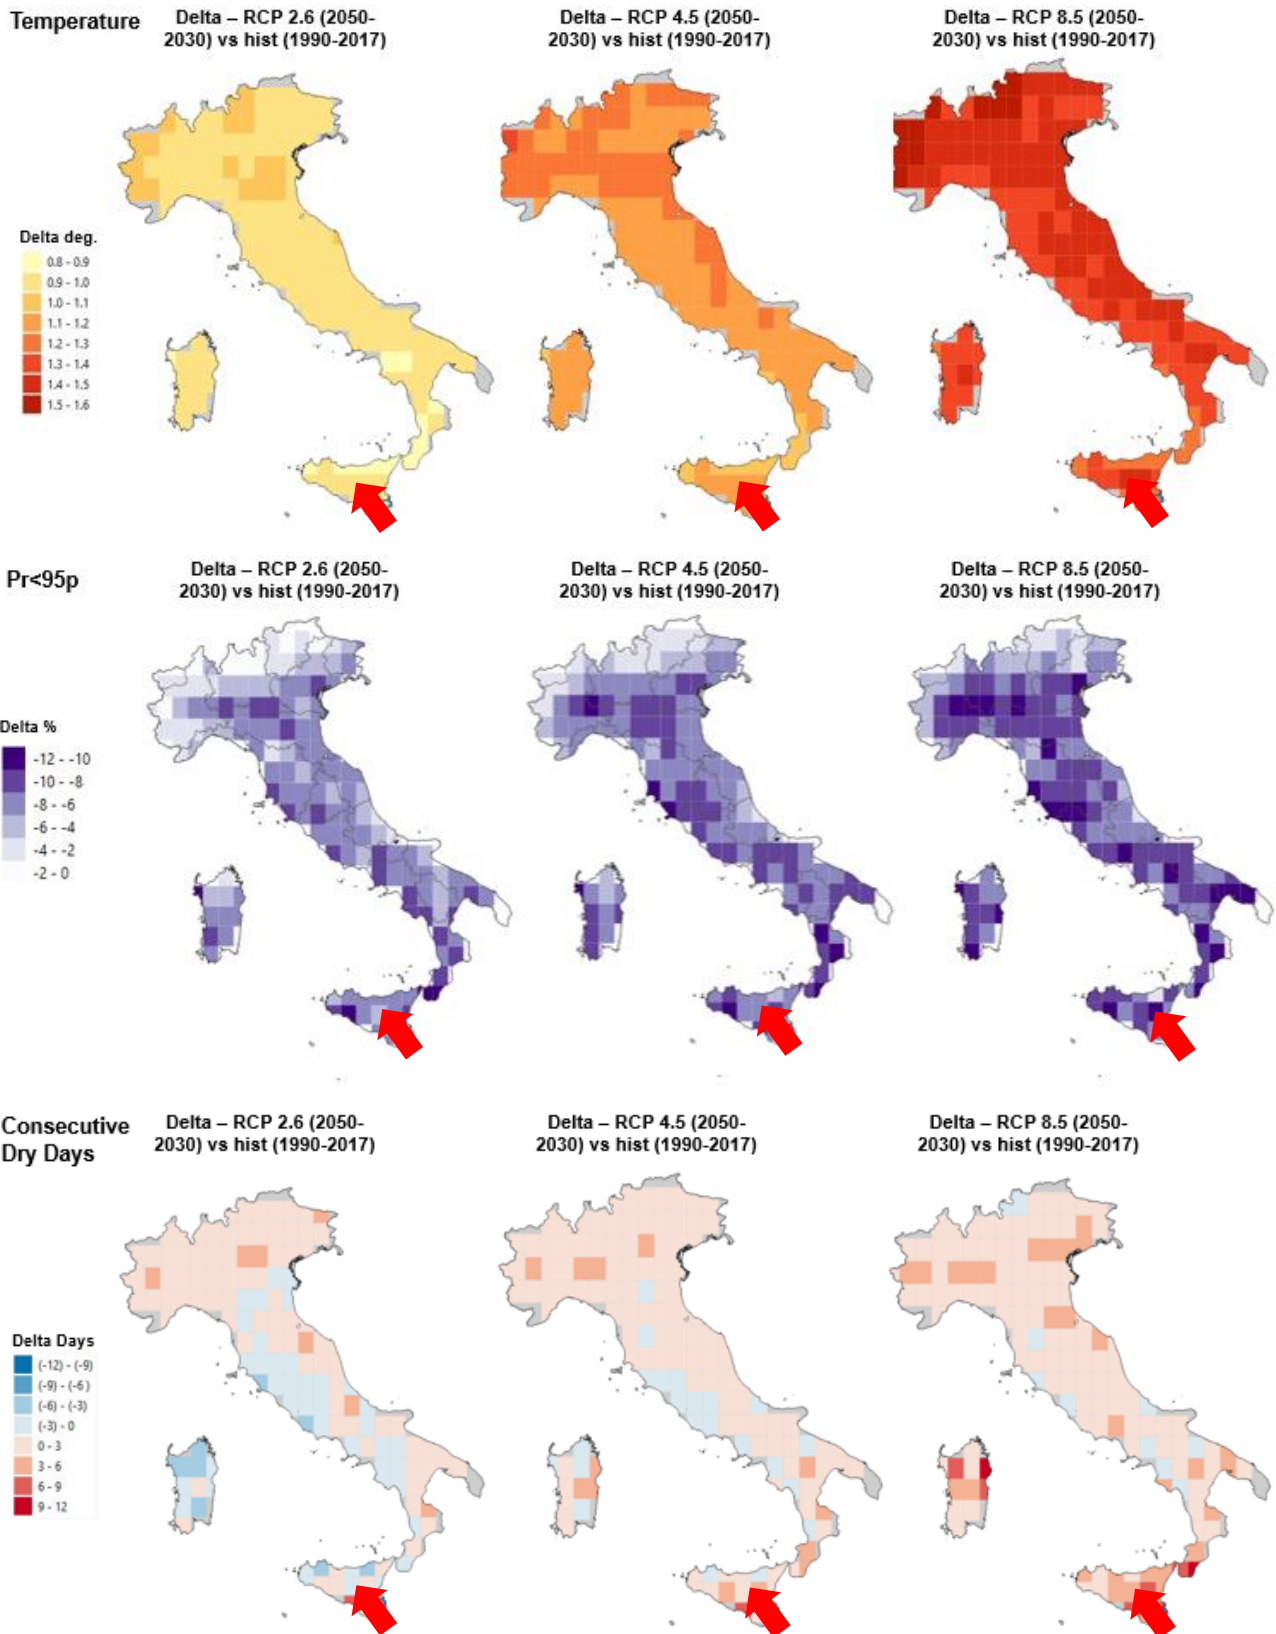 Temperature
Delta – RCP 2.6 (2050-
2030) vs hist (1990-2017)
Delta – RCP 4.5 (2050-
2030) vs hist (1990-2017)
Delta – RCP 8.5 (2050-
2030) vs hist (1990-2017)
Delta deg.
0.8 - 0.9
0.9 - 1.0
1.0 - 1.1
1.1 - 1.2
1.2 - 1.3
1.3 - 1.4
1.4 - 1.5
1.5 - 1.6
Pr<95p
Delta – RCP 2.6 (2050-
2030) vs hist (1990-2017)
Delta – RCP 4.5 (2050-
2030) vs hist (1990-2017)
Delta – RCP 8.5 (2050-
2030) vs hist (1990-2017)
Delta %
-12 - -10
-10 - -8
-8 - -6
-6 - -4
-4 - -2
-2 - 0
Consecutive
Dry Days
Delta – RCP 2.6 (2050-
2030) vs hist (1990-2017)
Delta – RCP 4.5 (2050-
2030) vs hist (1990-2017)
Delta – RCP 8.5 (2050-
2030) vs hist (1990-2017)
Delta Days
(-12) - (-9)
(-9) - (-6)
(-6) - (-3)
(-3) - 0
0 - 3
3 - 6
6 - 9
9 - 12